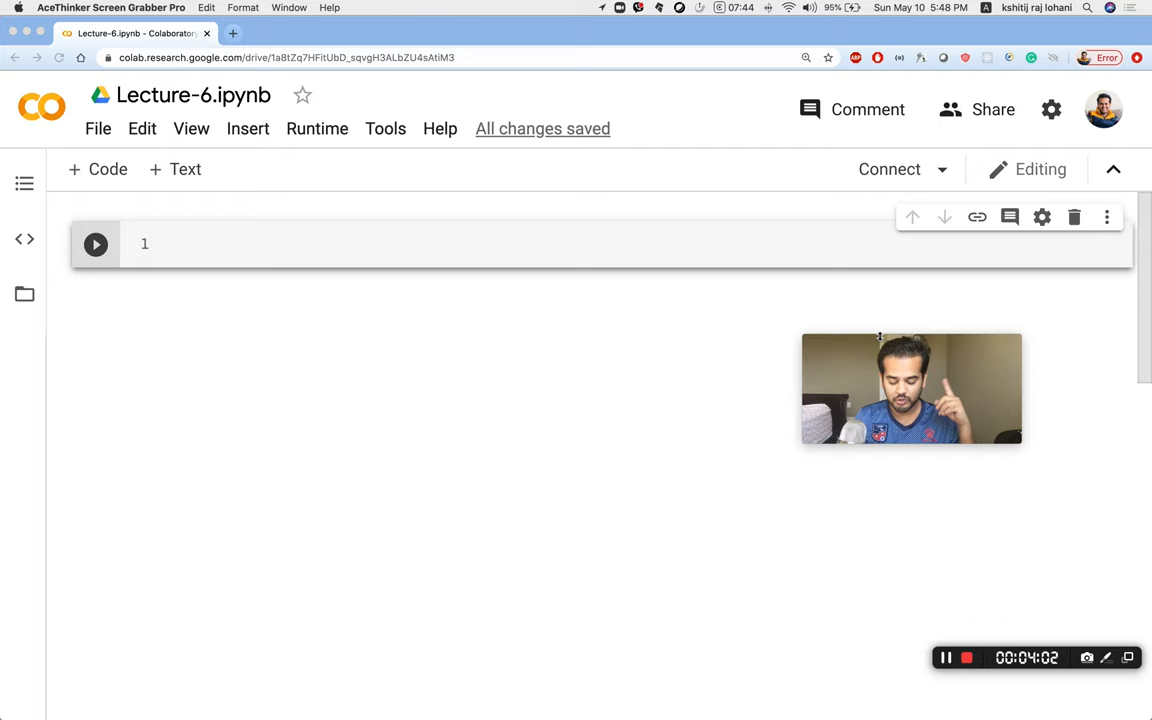 AceThinker Screen Grabber Pro Edit Format Window Help 07:44 95% Sun May 10 5:48 PM A kshitij raj lohani
Lecture-6.ipynb - Colaboratory
colab.research.google.com/drive/1a8tZq7HFitUbD_sqvgH3ALbZU4sAtiM3 ABP Error
Lecture-6.ipynb
Comment Share
File Edit View Insert Runtime Tools Help All changes saved
+ Code + Text Connect Editing
1
00:04:02